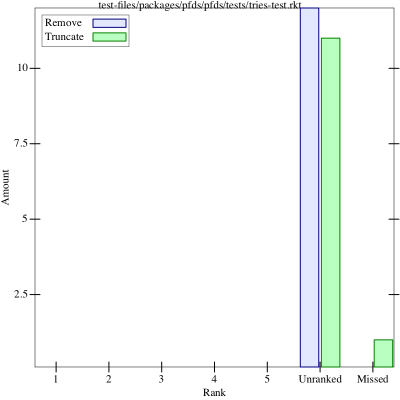 test-files/packages/pfds/pfds/tests/tries-test.rkt
Remove
Truncate
10
7.5
5
2.5
Amount
1 2 3 4 5 Unranked Missed
Rank